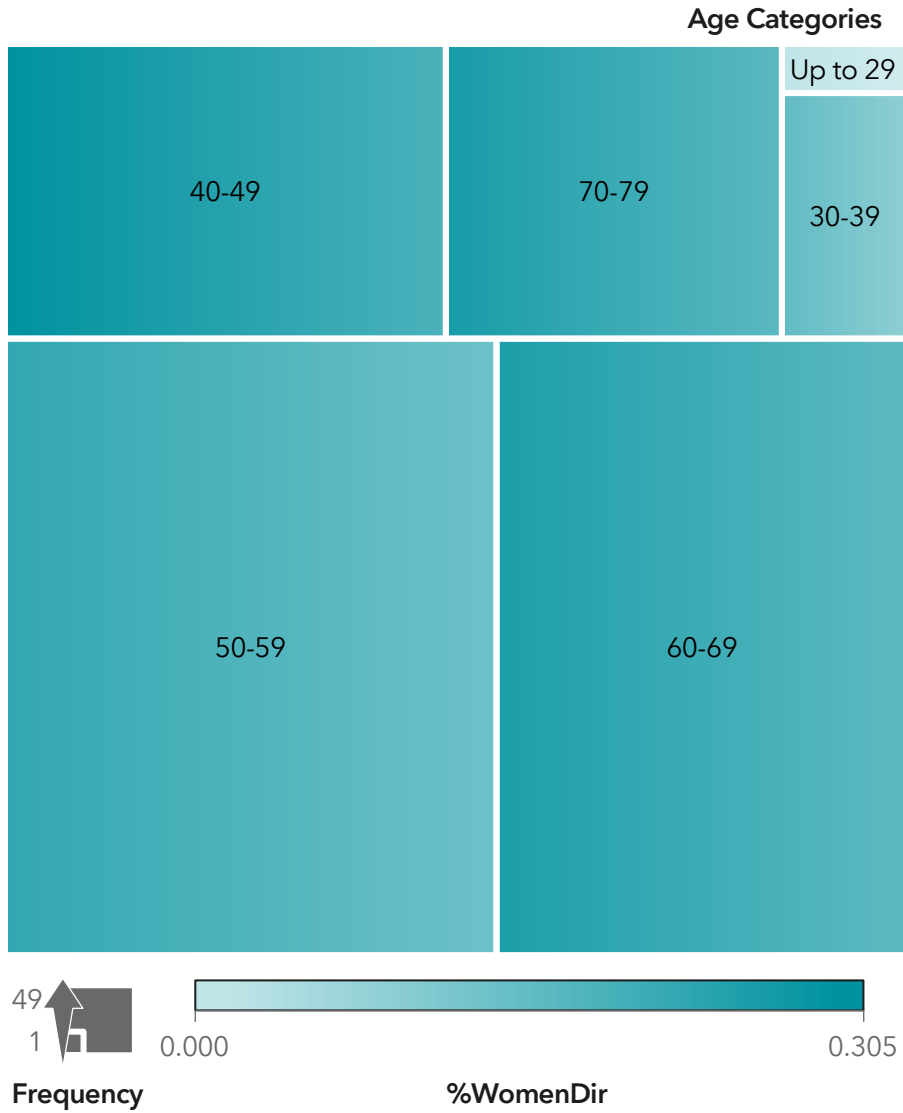 Age Categories
Up to 29
40-49
70-79
30-39
50-59
60-69
49
1
0.000
0.305
Frequency
%WomenDir